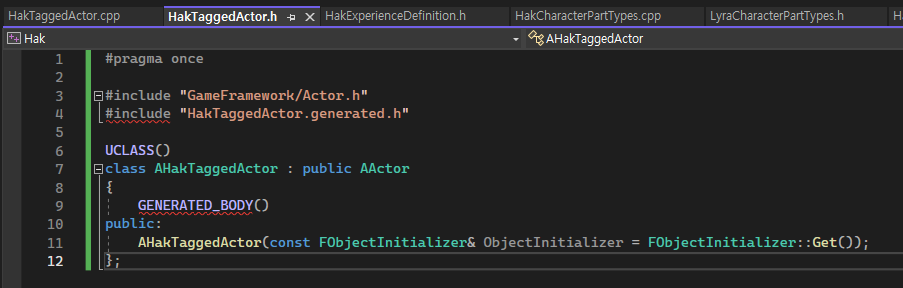 HakTaggedActor.cpp HakTaggedActor.h HakExperienceDefinition.h HakCharacterPartTypes.cpp LyraCharacterPartTypes.h
Hak AHakTaggedActor
1 #pragma once
2
3 #include "GameFramework/Actor.h"
4 #include "HakTaggedActor.generated.h"
5
6 UCLASS()
7 class AHakTaggedActor : public AActor
8 {
9 GENERATED_BODY()
10 public:
11 AHakTaggedActor(const FObjectInitializer& ObjectInitializer = FObjectInitializer::Get());
12 };